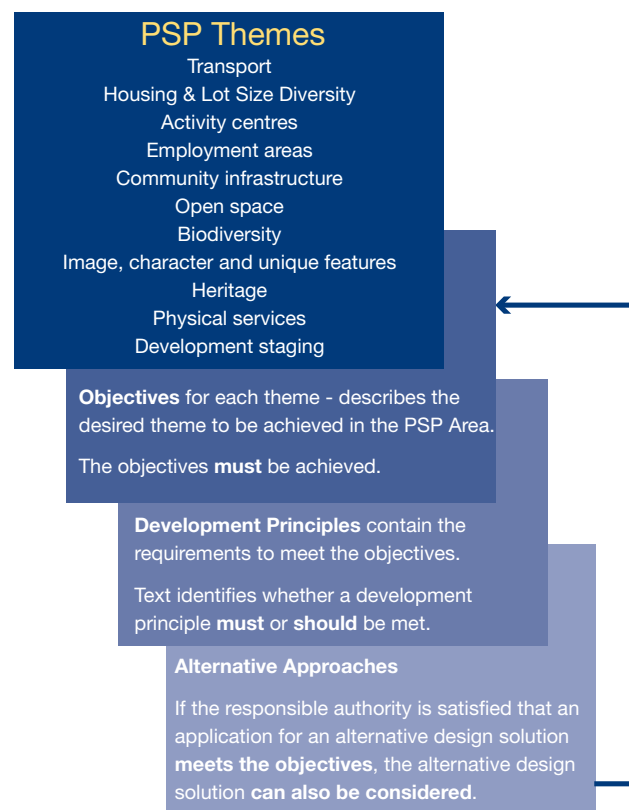 PSP Themes
Transport
Housing & Lot Size Diversity
Activity centres
Employment areas
Community infrastructure
Open space
Biodiversity
Image, character and unique features
Heritage
Physical services
Development staging
Objectives for each theme - describes the
desired theme to be achieved in the PSP Area.
The objectives must be achieved.
Development Principles contain the
requirements to meet the objectives.
Text identifies whether a development
principle must or should be met.
Alternative Approaches
If the responsible authority is satisfied that an
application for an alternative design solution
meets the objectives, the alternative design
solution can also be considered.